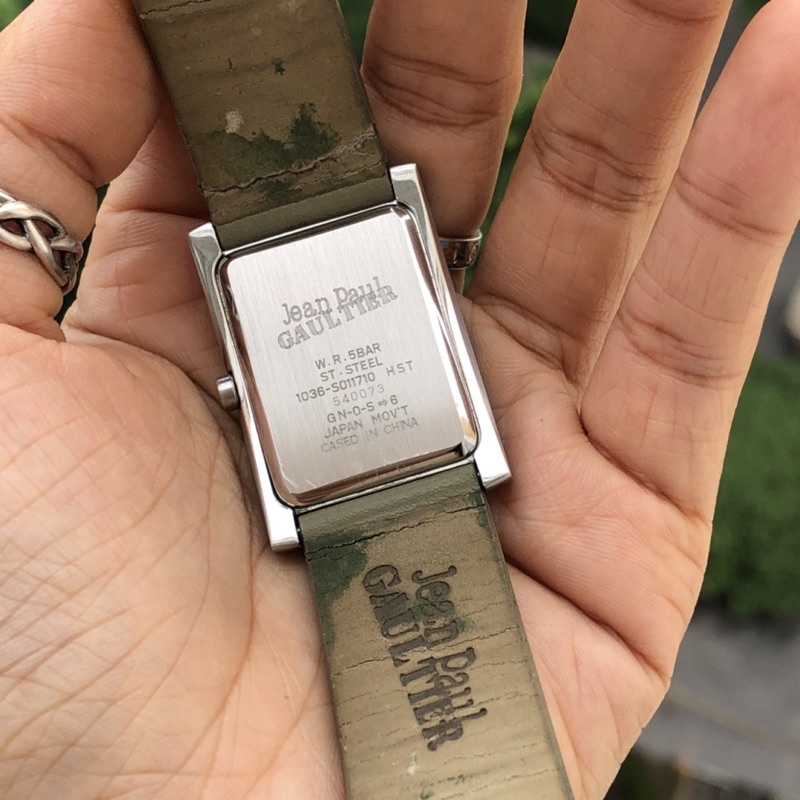 Jean Paul
GAULTIER
W.R.5BAR
ST·STEEL
1036-S011710 HST
540073
GN-0-S⇨6
JAPAN MOV'T
CASED IN CHINA
Jean Paul
GAULTIER